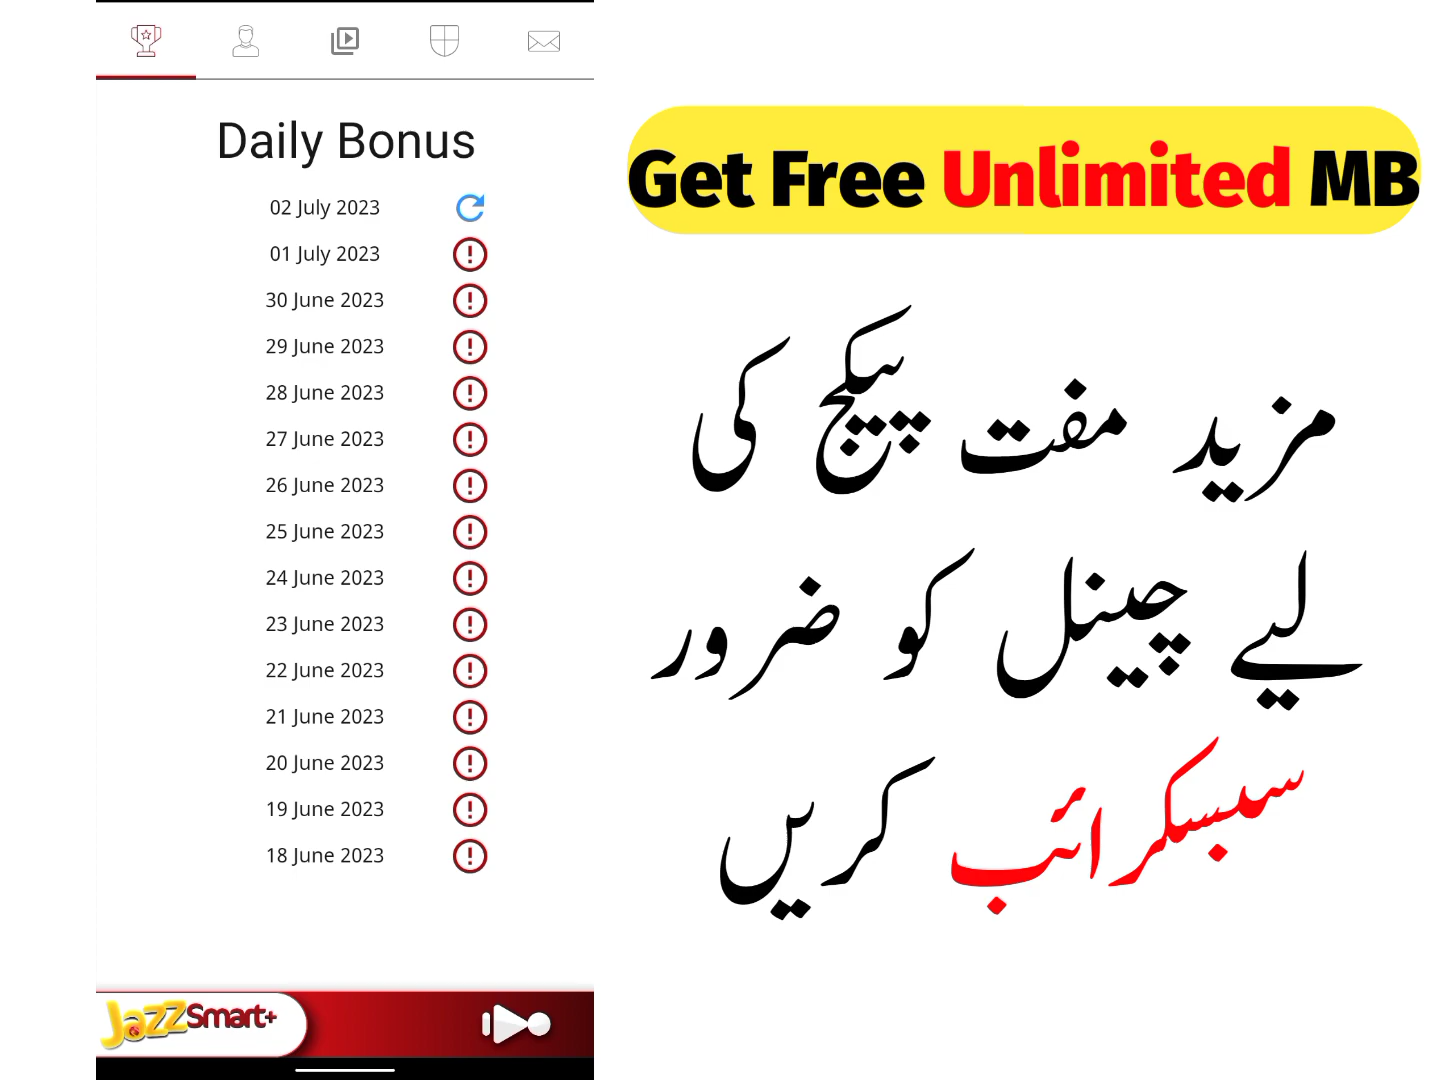 Daily Bonus
02 July 2023
01 July 2023
30 June 2023
29 June 2023
28 June 2023
27 June 2023
26 June 2023
25 June 2023
24 June 2023
23 June 2023
22 June 2023
21 June 2023
20 June 2023
19 June 2023
18 June 2023
Jazz Smart+
Get Free Unlimited MB
مزید مفت پیکج کی
لیے چینل کو ضرور
سبسکرائب کریں